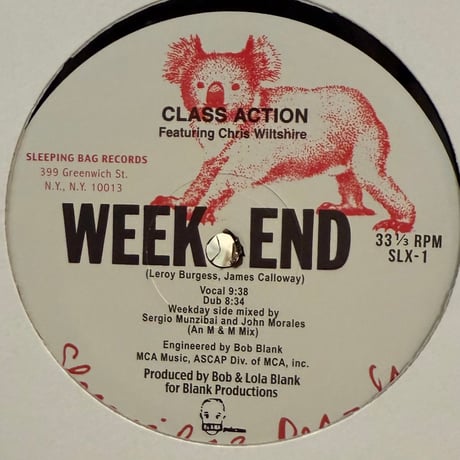 CLASS ACTION
Featuring Chris Wiltshire
SLEEPING BAG RECORDS
399 Greenwich St.
N.Y., N.Y. 10013
WEEK END
33 1/3 RPM
SLX-1
(Leroy Burgess, James Calloway)
Vocal 9:38
Dub 8:34
Weekday side mixed by
Sergio Munzibai and John Morales
(An M & M Mix)
Engineered by Bob Blank
MCA Music, ASCAP Div. of MCA, inc.
Produced by Bob & Lola Blank
for Blank Productions